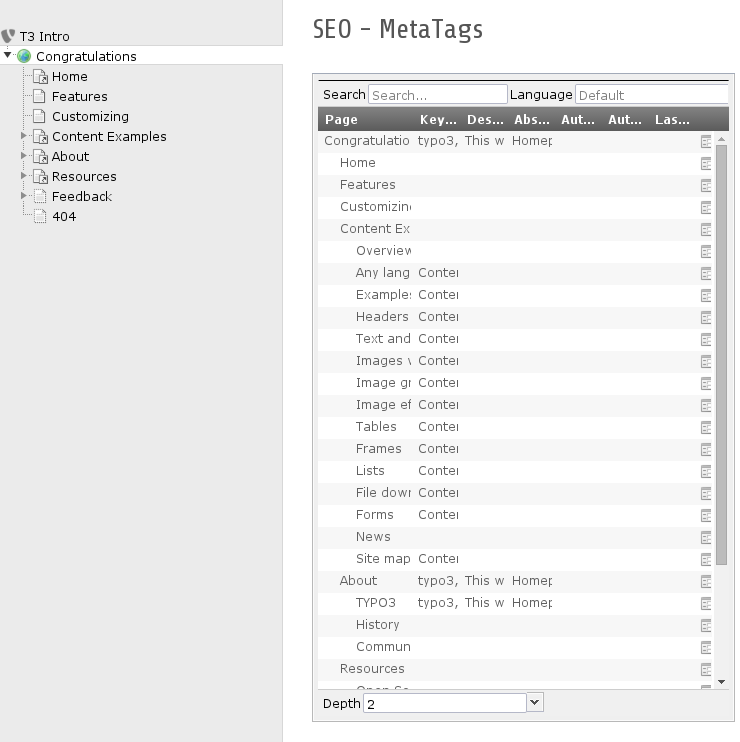 T3 Intro
Congratulations
Home
Features
Customizing
Content Examples
About
Resources
Feedback
404
SEO - MetaTags
Search Search... Language Default
Page Key... Des... Abs... Aut... Aut... Las...
Congratulatio typo3, This w Homep
Home
Features
Customizin
Content Ex
Overview
Any lang Conter
Examples Conter
Headers Conter
Text and Conter
Images Conter
Image gr Conter
Image ef Conter
Tables Conter
Frames Conter
Lists Conter
File dowr Conter
Forms Conter
News
Site map Conter
About typo3, This w Homep
TYPO3 typo3, This w Homep
History
Commun
Resources
Depth 2